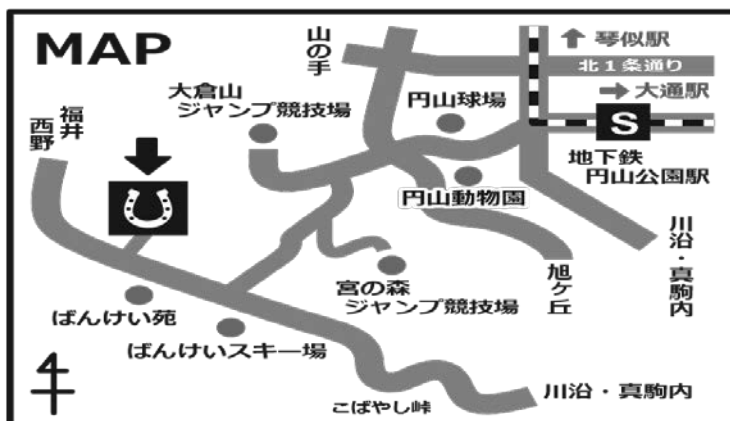 MAP
山の手
琴似駅
北1条通り
大通駅
大倉山
ジャンプ競技場
円山球場
S
地下鉄
円山公園駅
福井
西野
円山動物園
川沿・真駒内
旭ヶ丘
宮の森
ジャンプ競技場
ばんけい苑
ばんけいスキー場
こばやし峠
川沿・真駒内